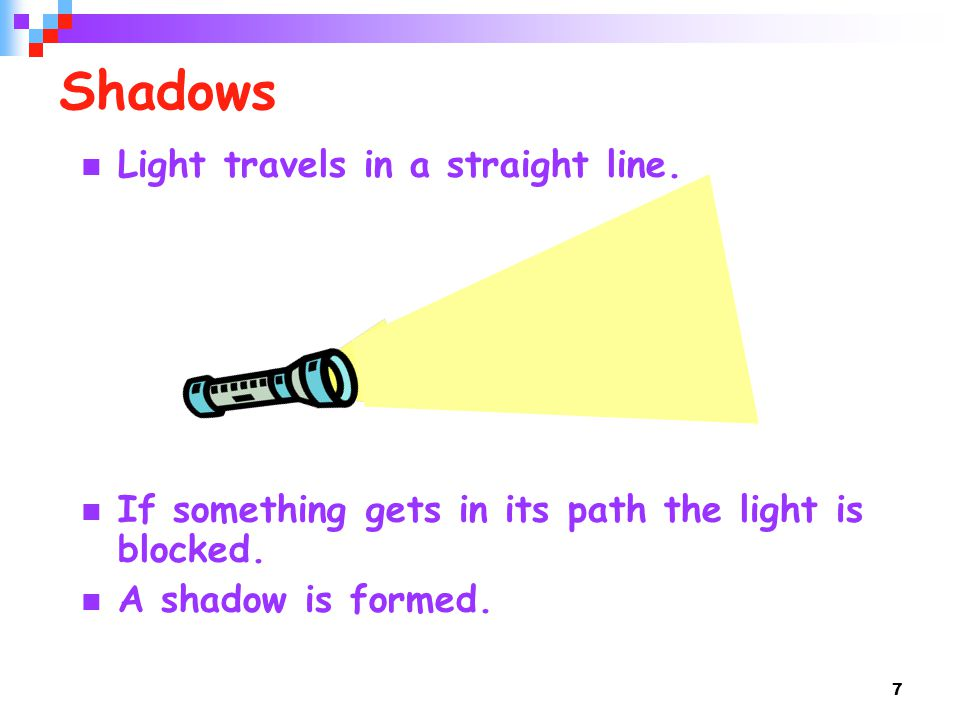 Shadows
Light travels in a straight line.
If something gets in its path the light is
blocked.
A shadow is formed.
7